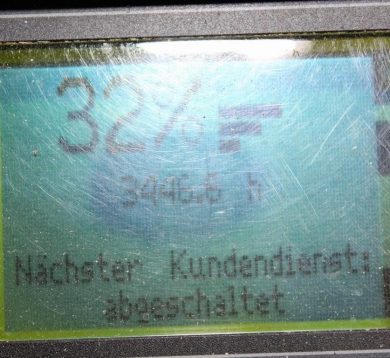 32%
3446.6 h
Nächster Kundendienst:
abgeschaltet